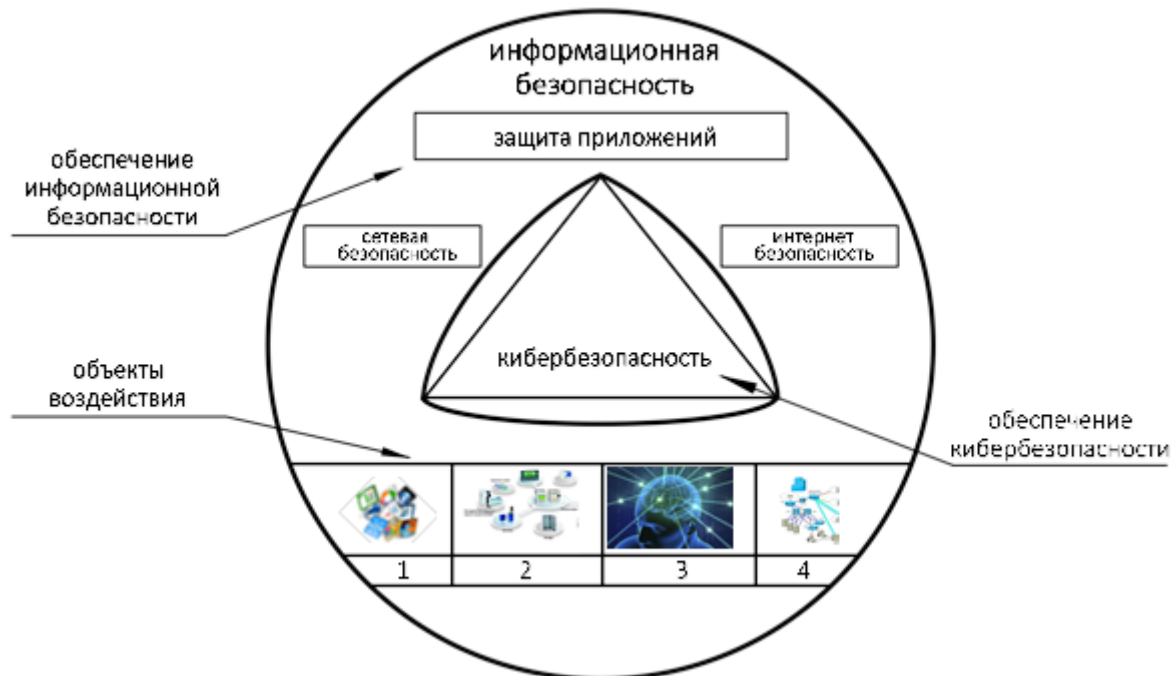 информационная
безопасность
защита приложений
обеспечение
информационной
безопасности
сетевая
безопасность
интернет
безопасность
кибербезопасность
объекты
воздействия
обеспечение
кибербезопасности
1
2
3
4